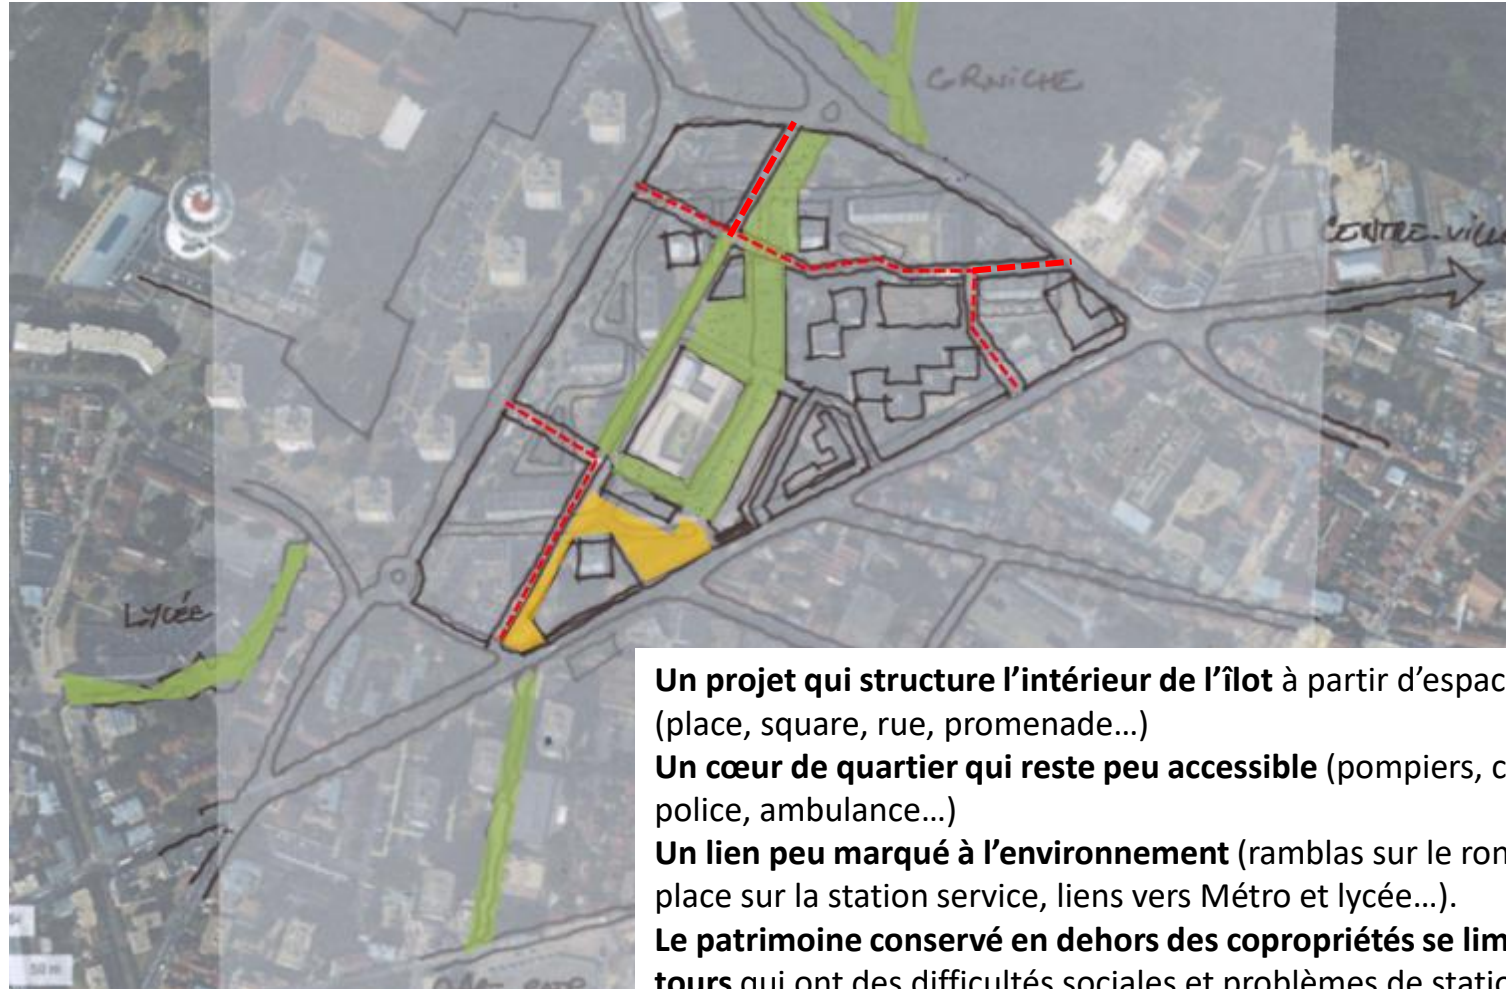 CORNICHE
CENTRE-VILLE
LYCÉE
50 m
Un projet qui structure l’intérieur de l’îlot à partir d’espac
(place, square, rue, promenade…)
Un cœur de quartier qui reste peu accessible (pompiers, c
police, ambulance…)
Un lien peu marqué à l’environnement (ramblas sur le ron
place sur la station service, liens vers Métro et lycée…).
Le patrimoine conservé en dehors des copropriétés se lim
tours qui ont des difficultés sociales et problèmes de static